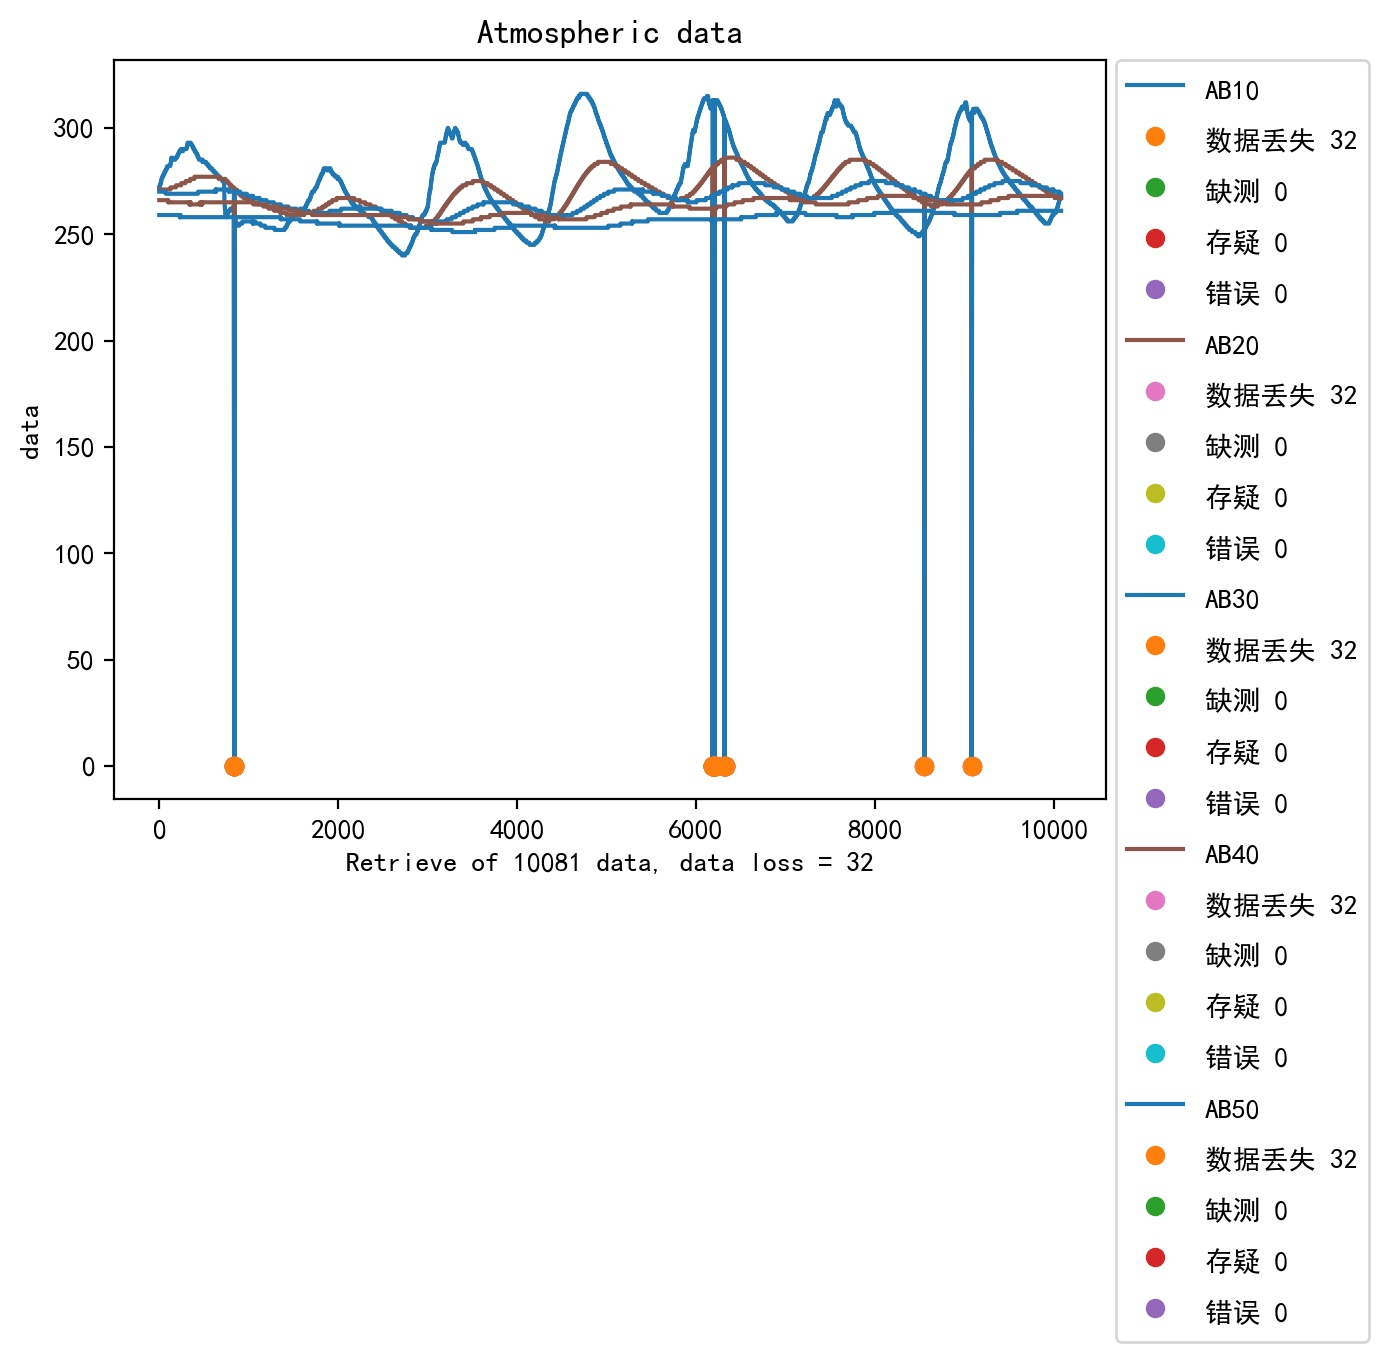 Atmospheric data
300
250
200
150
100
50
0
data
0 2000 4000 6000 8000 10000
Retrieve of 10081 data, data loss = 32
AB10
数据丢失 32
缺测 0
存疑 0
错误 0
AB20
数据丢失 32
缺测 0
存疑 0
错误 0
AB30
数据丢失 32
缺测 0
存疑 0
错误 0
AB40
数据丢失 32
缺测 0
存疑 0
错误 0
AB50
数据丢失 32
缺测 0
存疑 0
错误 0